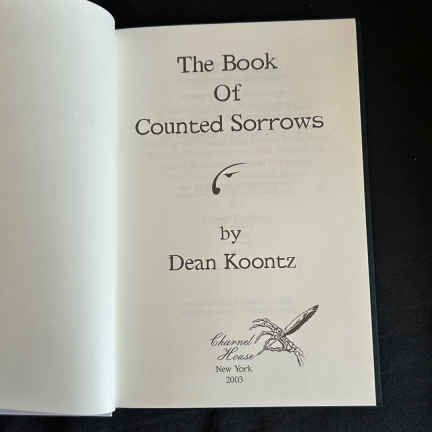 The Book
Of
Counted Sorrows
by
Dean Koontz
Charnel
House
New York
2003